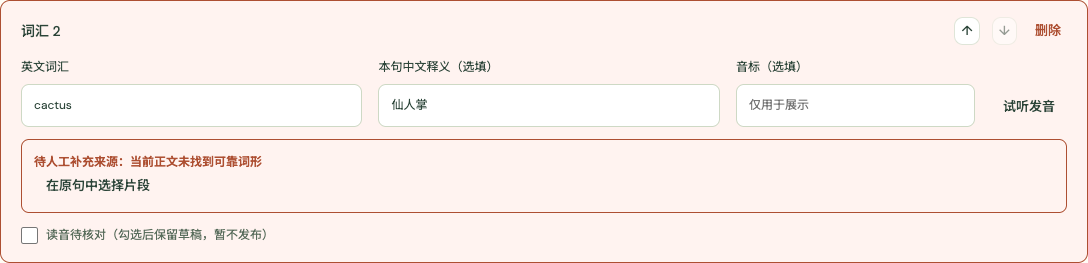 词汇 2
删除
英文词汇 本句中文释义（选填） 音标（选填）
cactus 仙人掌 仅用于展示 试听发音
待人工补充来源：当前正文未找到可靠词形
在原句中选择片段
读音待核对（勾选后保留草稿，暂不发布）